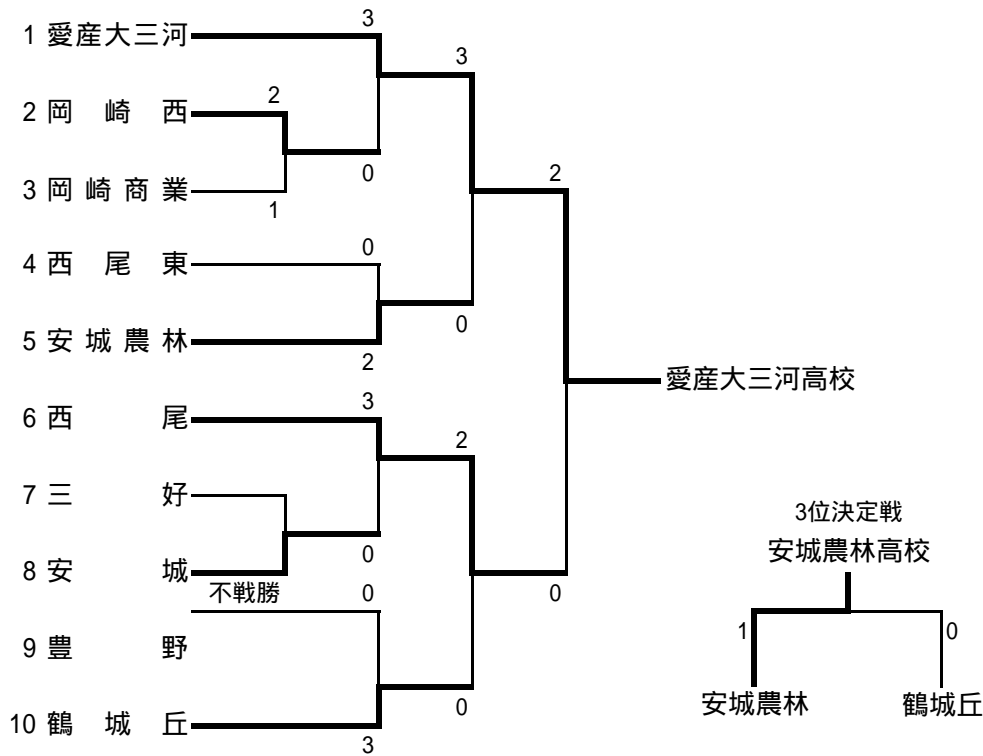 1 愛産大三河
3
3
2 岡崎西
2
0
3 岡崎商業
1
2
4 西尾東
0
0
5 安城農林
2
愛産大三河高校
6 西尾
3
2
7 三好
0
8 安城
不戦勝
0
0
9 豊野
0
10 鶴城丘
3
3位決定戦
安城農林高校
1
0
安城農林
鶴城丘